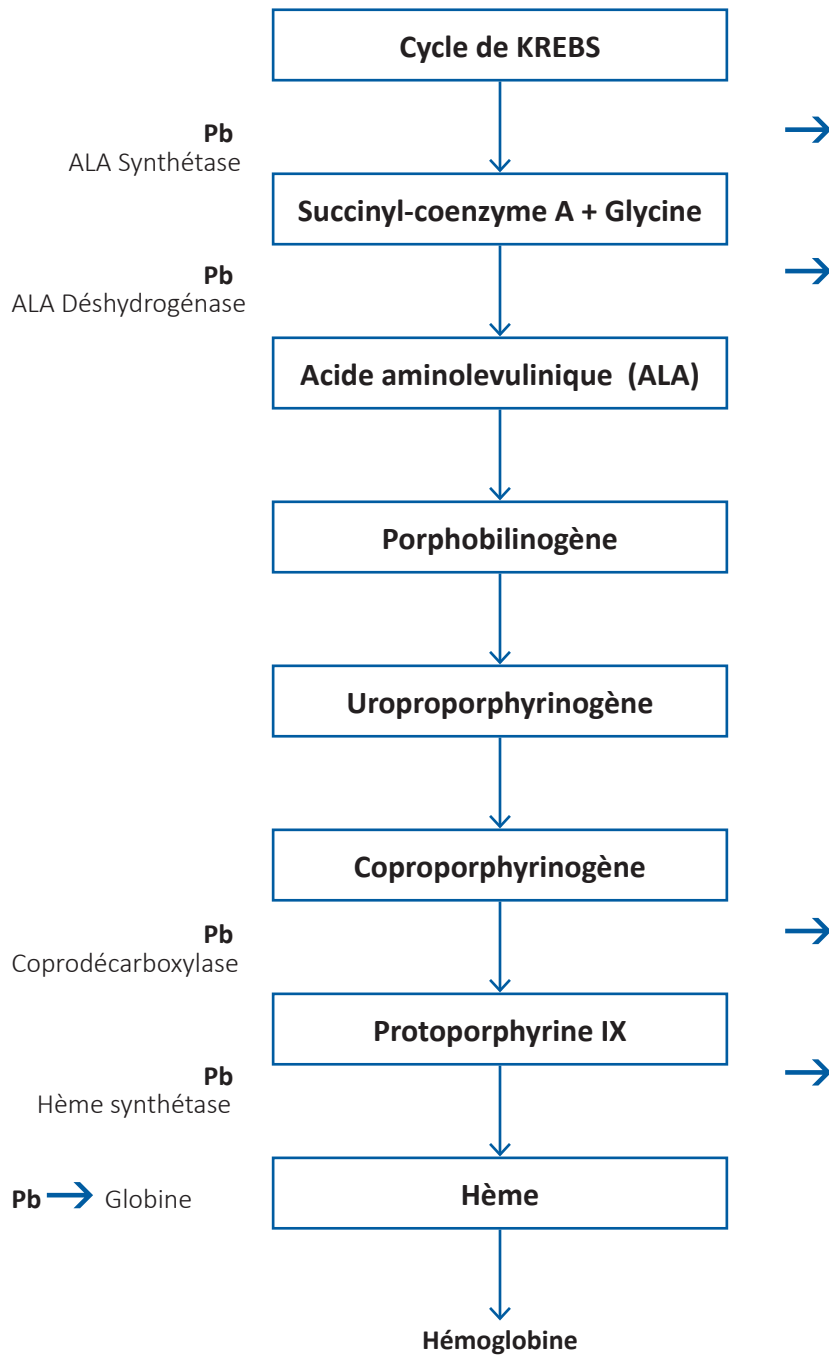 Cycle de KREBS
Pb
ALA Synthétase
Succinyl-coenzyme A + Glycine
Pb
ALA Déshydrogénase
Acide aminolevulinique (ALA)
Porphobilinogène
Uroproporphyrinogène
Coproporphyrinogène
Pb
Coprodécarboxylase
Protoporphyrine IX
Pb
Hème synthétase
Pb → Globine
Hème
Hémoglobine